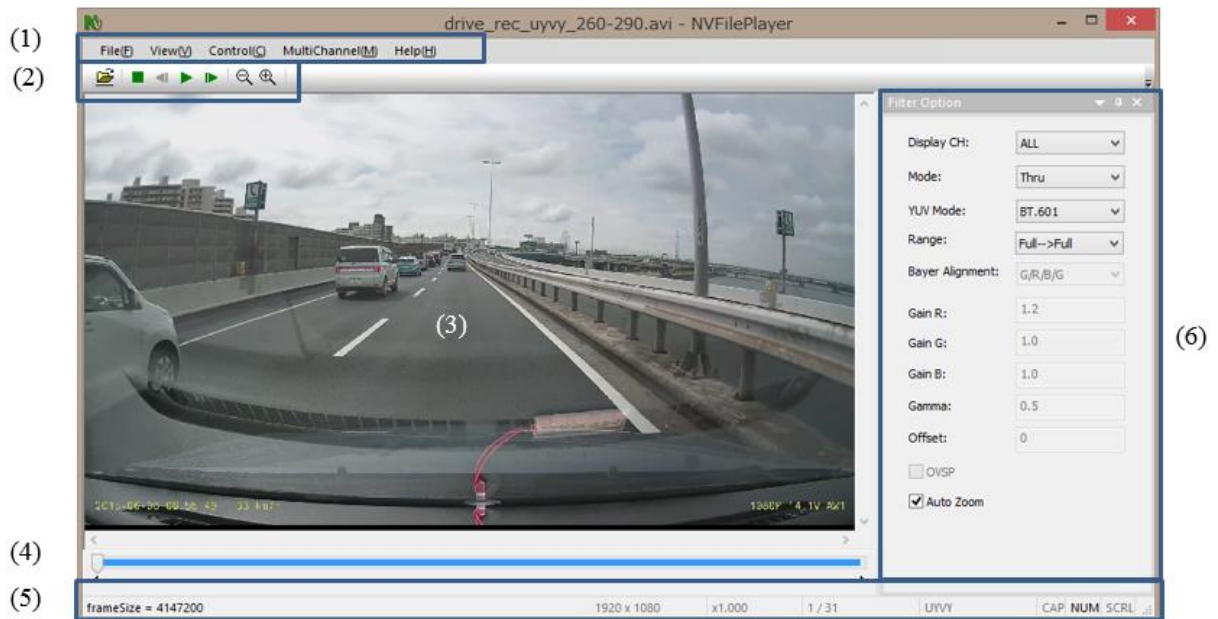 drive_rec_uyvy_260-290.avi - NVFilePlayer
(1)
File(F) View(V) Control(C) MultiChannel(M) Help(H)
(2)
Filter Option
Display CH: ALL
Mode: Thru
YUV Mode: BT.601
Range: Full-->Full
Bayer Alignment: G/R/B/G
Gain R: 1.2
(3)
(6)
Gain G: 1.0
Gain B: 1.0
Gamma: 0.5
Offset: 0
OVSP
Auto Zoom
(4)
(5)
frameSize = 4147200 1920 x 1080 x1.000 1 / 31 UYVY CAP NUM SCRL